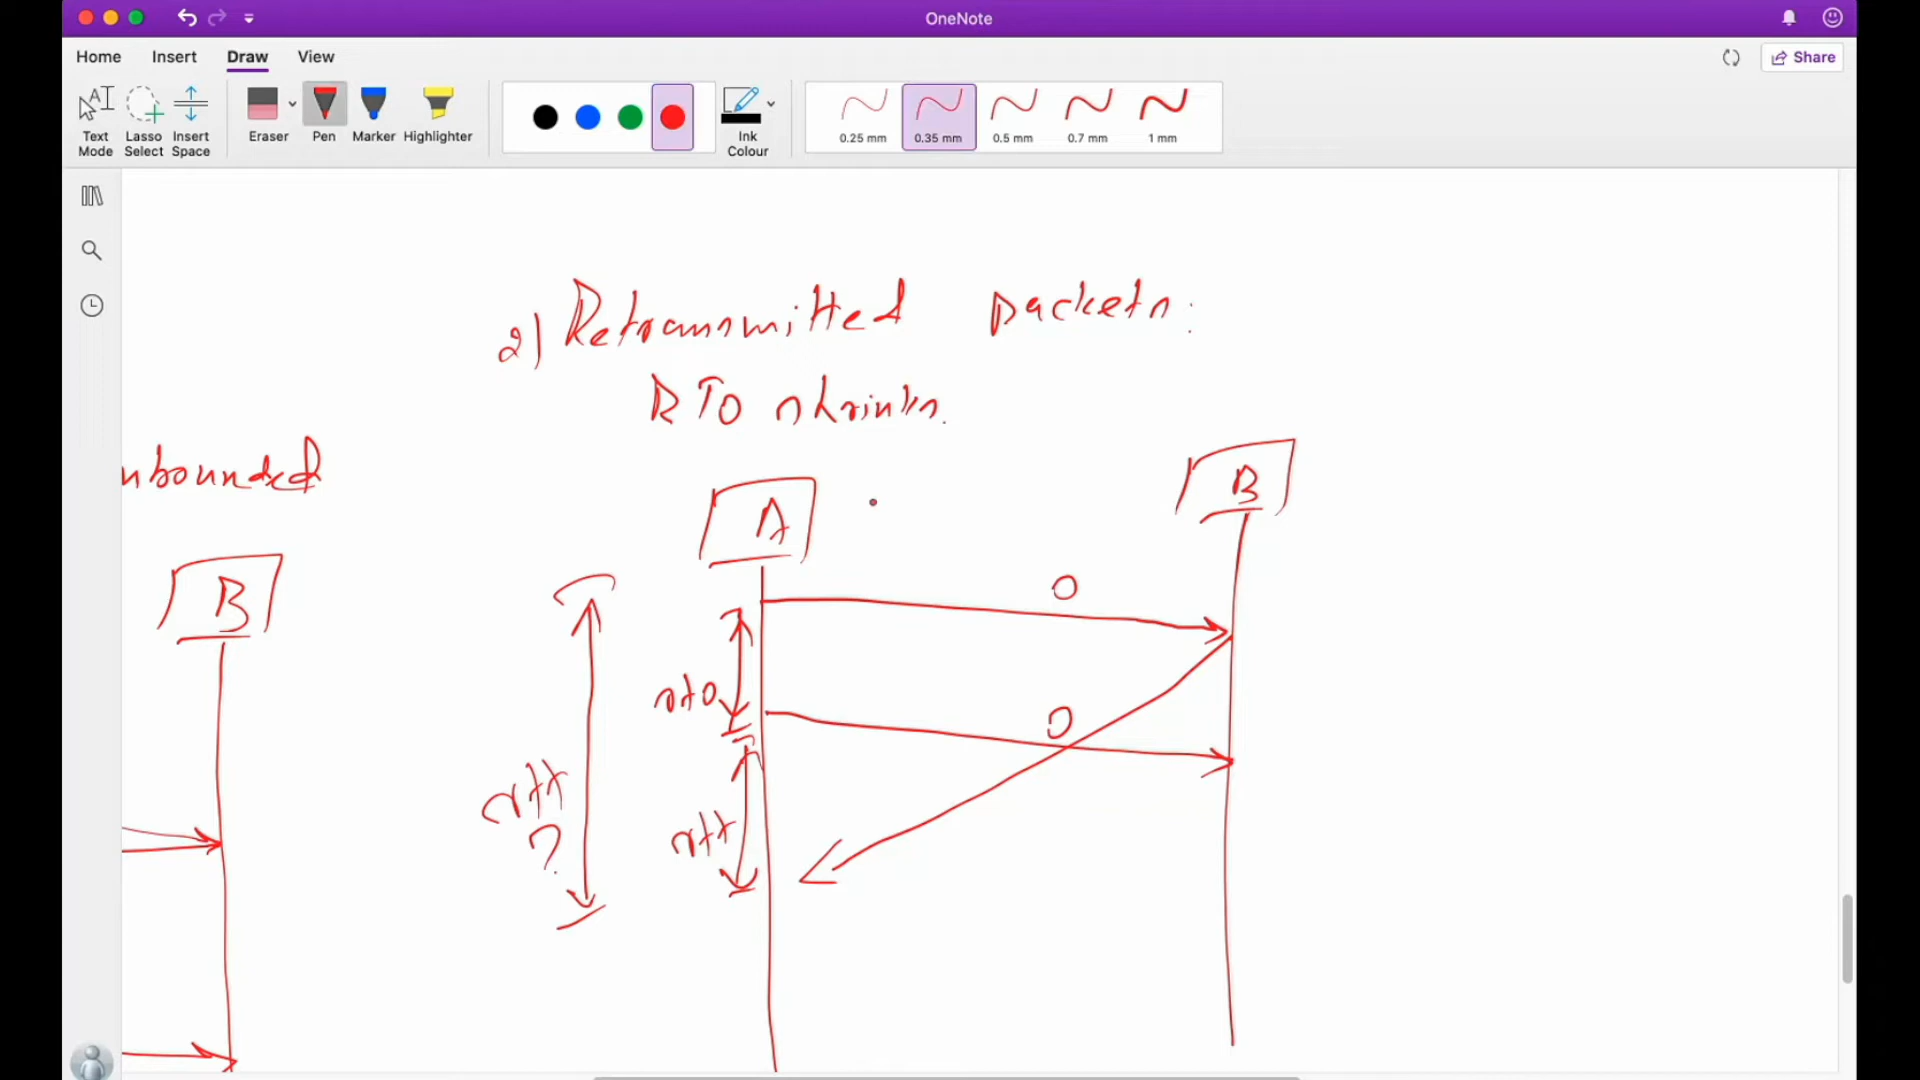 OneNote
Home Insert Draw View
Share
Text Mode
Lasso Select
Insert Space
Eraser
Pen
Marker
Highlighter
Ink Colour
0.25 mm
0.35 mm
0.5 mm
0.7 mm
1 mm
2) Retransmitted packets:
RTO shrinks.
nbounded
A
B
B
0
rto
0
rtt
?
rtt